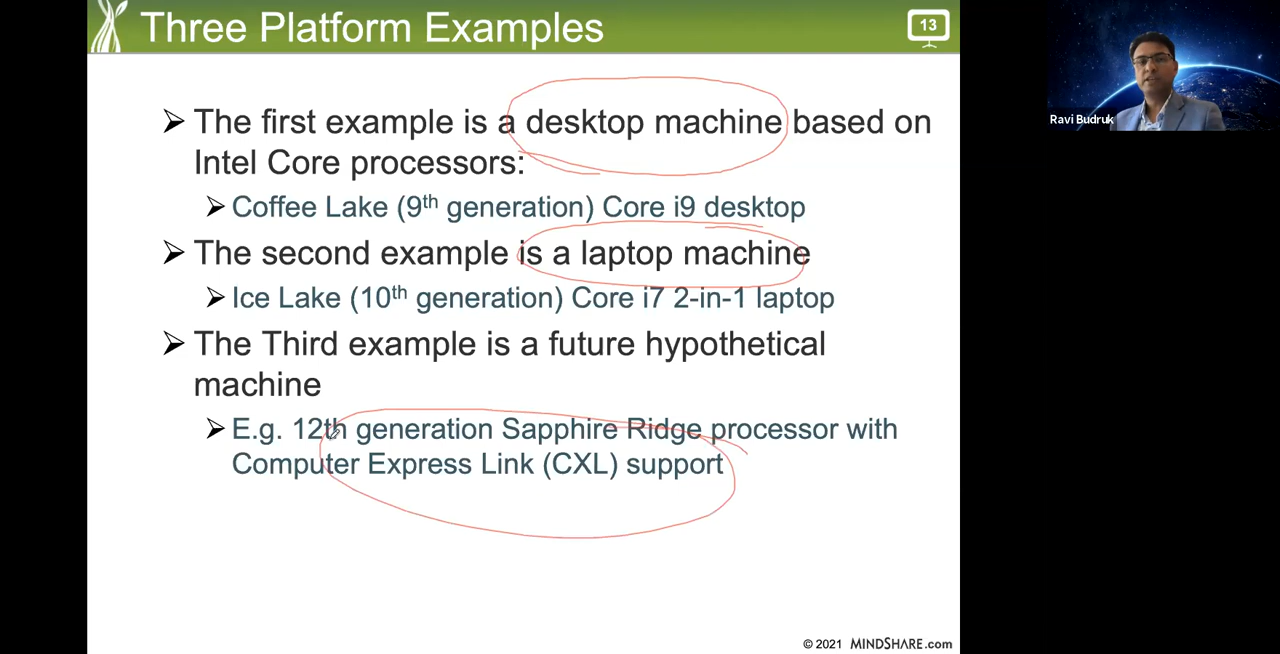 Three Platform Examples
13
Ravi Budruk
➢ The first example is a desktop machine based on
Intel Core processors:
➢ Coffee Lake (9th generation) Core i9 desktop
➢ The second example is a laptop machine
➢ Ice Lake (10th generation) Core i7 2-in-1 laptop
➢ The Third example is a future hypothetical
machine
➢ E.g. 12th generation Sapphire Ridge processor with
Computer Express Link (CXL) support
© 2021 MINDSHARE.com